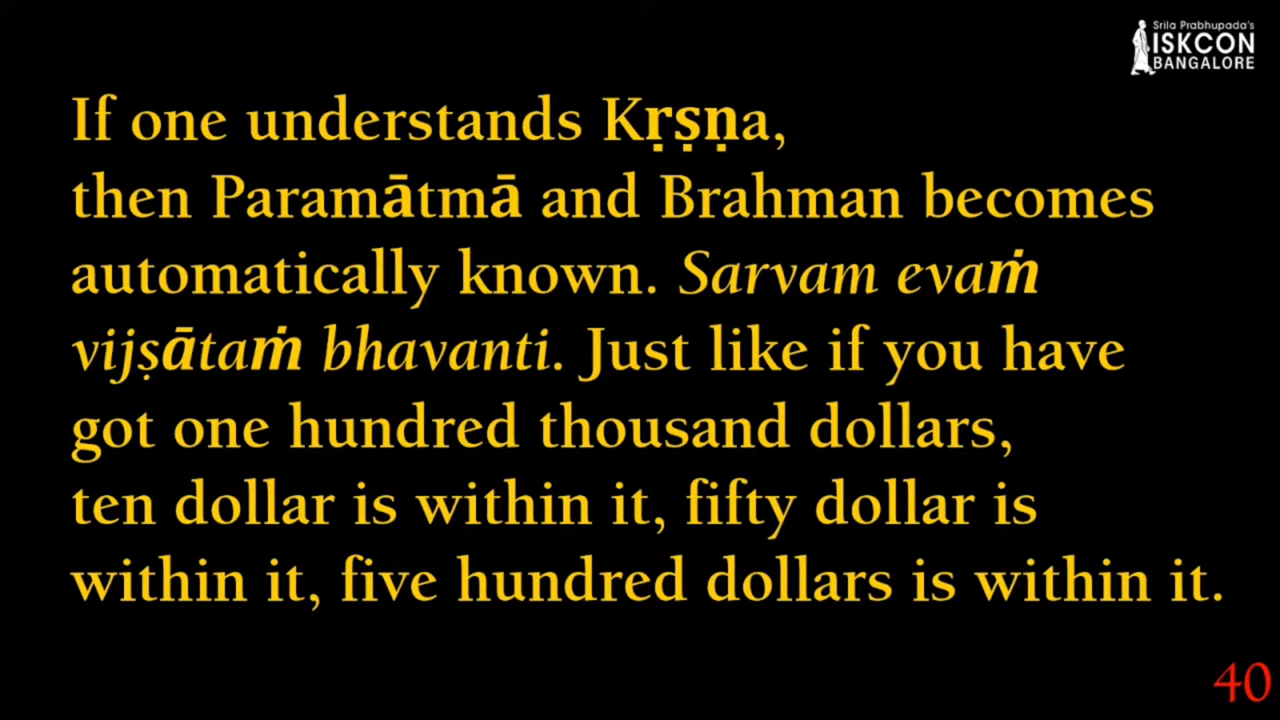 Srila Prabhupada's
ISKCON
BANGALORE
If one understands Kṛṣṇa,
then Paramātmā and Brahman becomes
automatically known. Sarvam evaṁ
vijṣātaṁ bhavanti. Just like if you have
got one hundred thousand dollars,
ten dollar is within it, fifty dollar is
within it, five hundred dollars is within it.
40